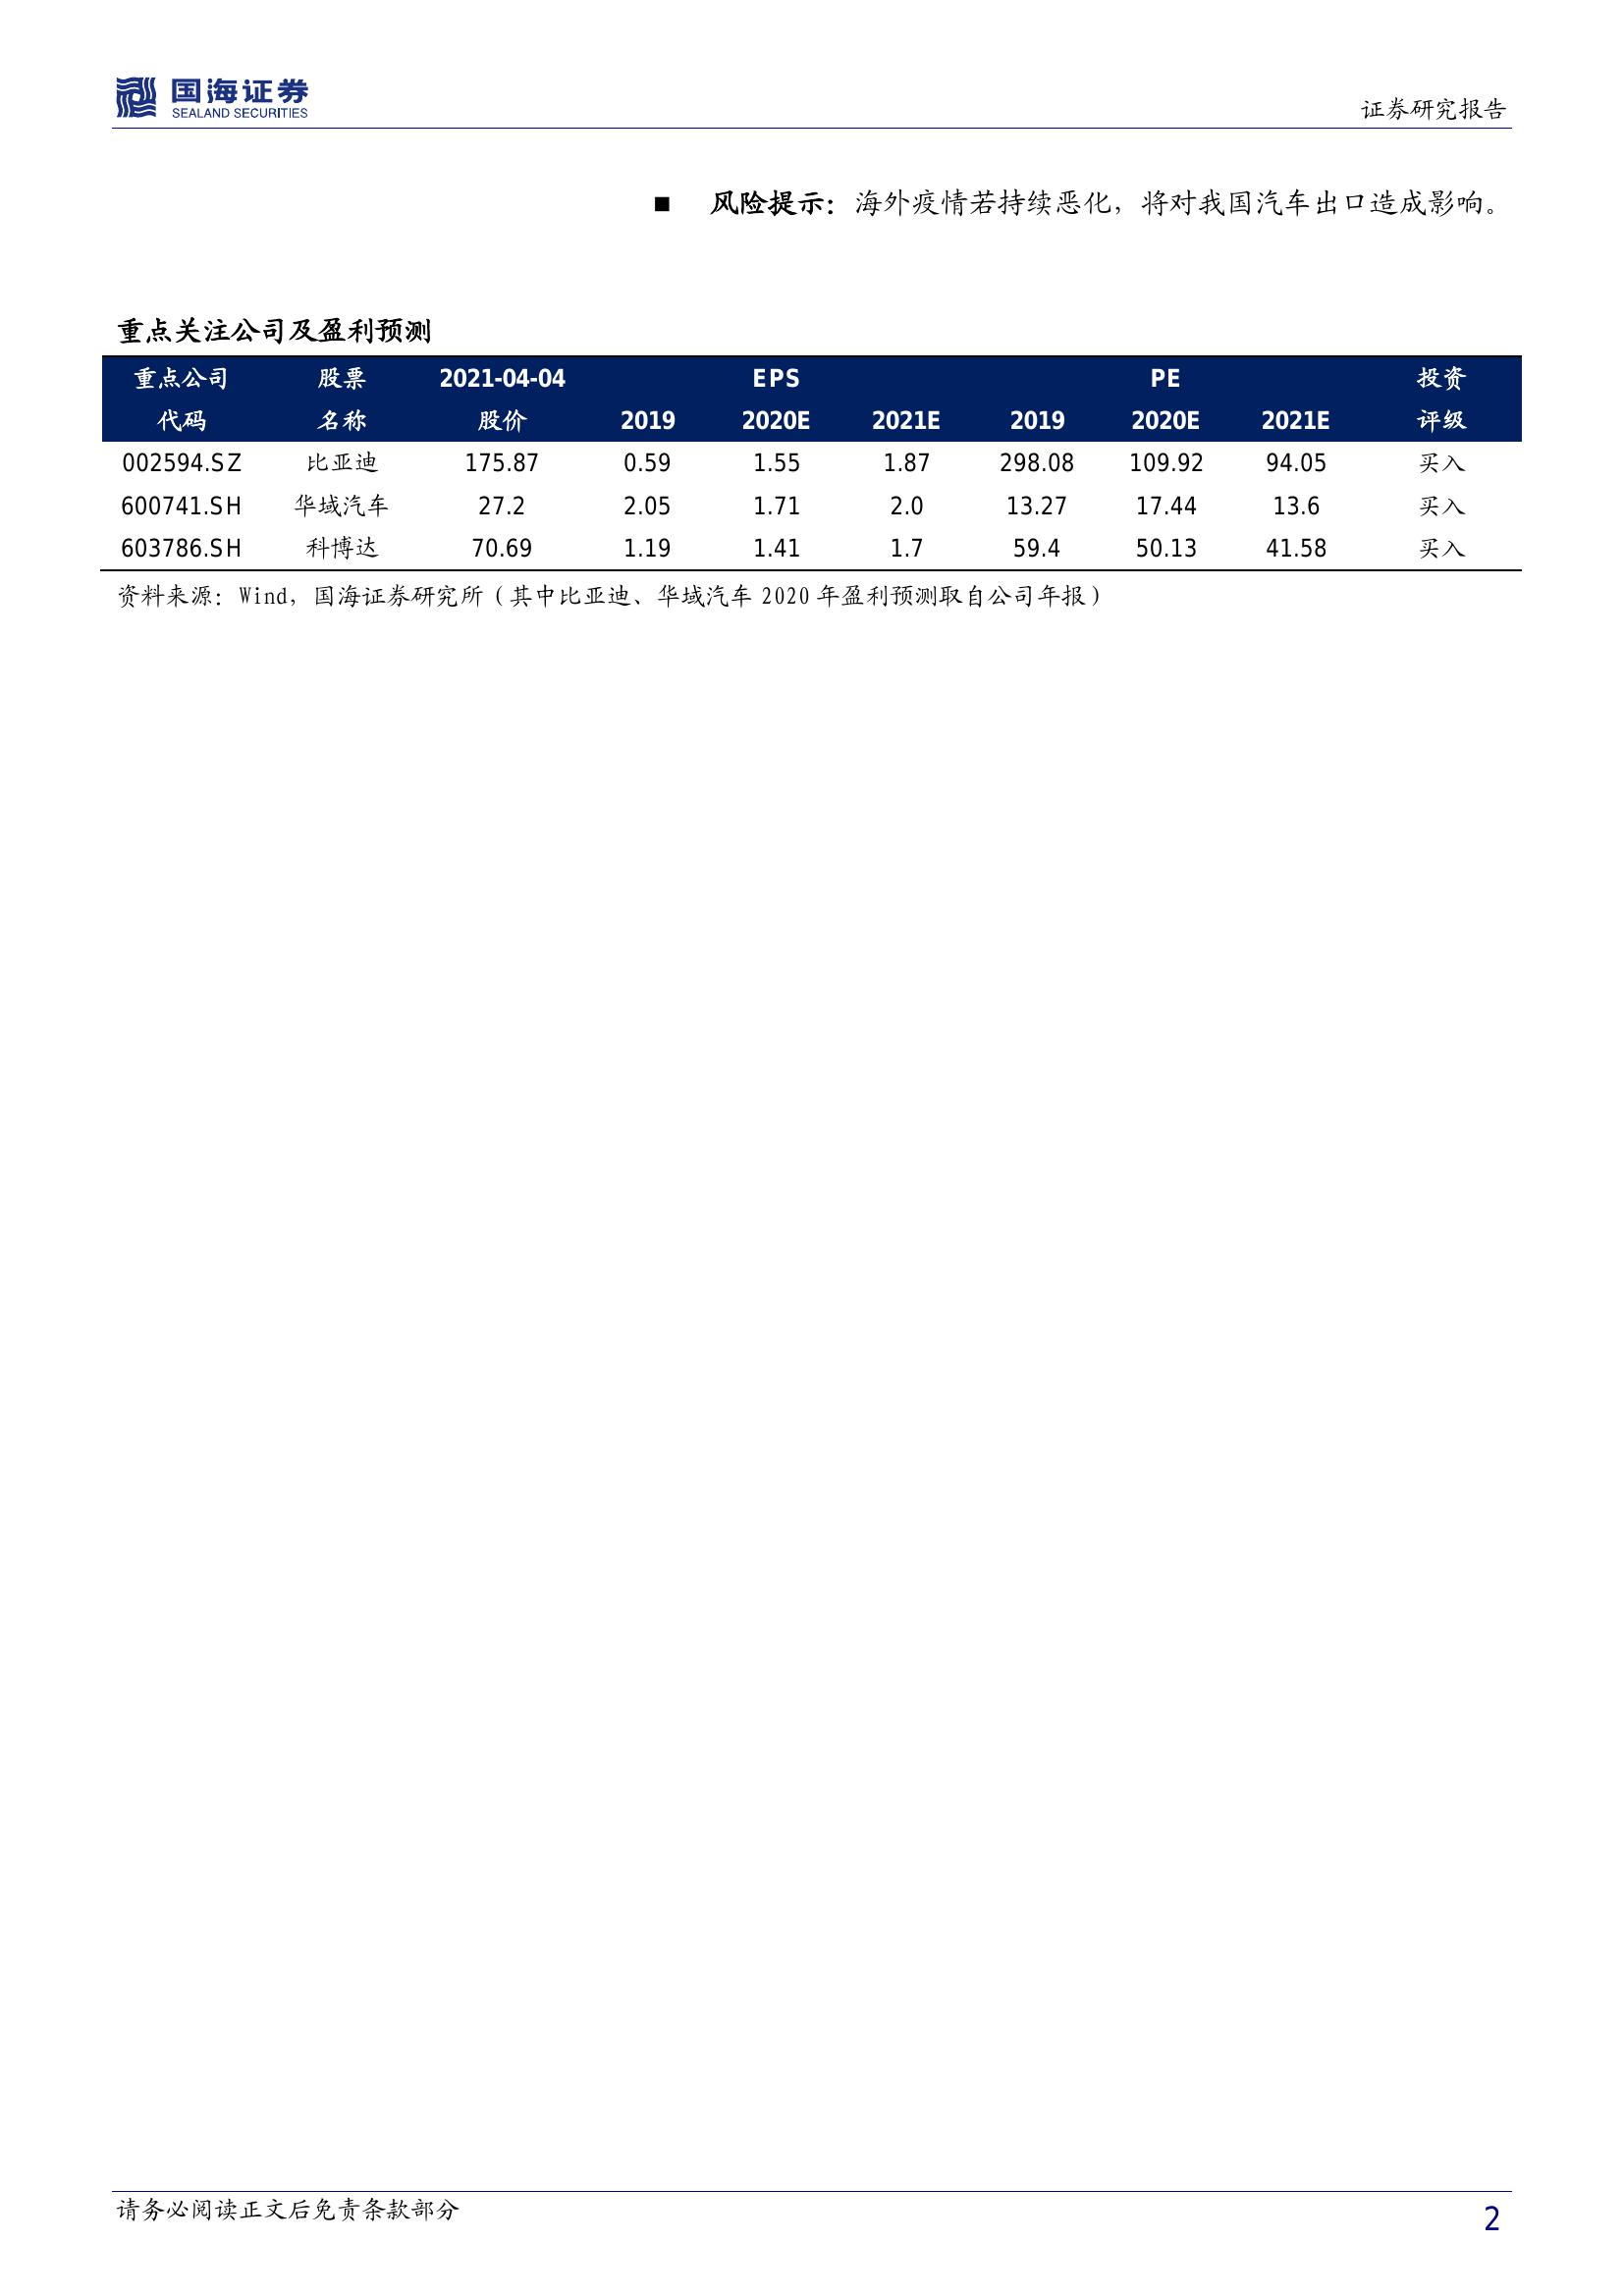 国海证券
SEALAND SECURITIES
证券研究报告
■ 风险提示：海外疫情若持续恶化，将对我国汽车出口造成影响。
重点关注公司及盈利预测
重点公司 股票 2021-04-04 EPS PE 投资
代码 名称 股价 2019 2020E 2021E 2019 2020E 2021E 评级
002594.SZ 比亚迪 175.87 0.59 1.55 1.87 298.08 109.92 94.05 买入
600741.SH 华域汽车 27.2 2.05 1.71 2.0 13.27 17.44 13.6 买入
603786.SH 科博达 70.69 1.19 1.41 1.7 59.4 50.13 41.58 买入
资料来源：Wind，国海证券研究所（其中比亚迪、华域汽车 2020 年盈利预测取自公司年报）
请务必阅读正文后免责条款部分
2